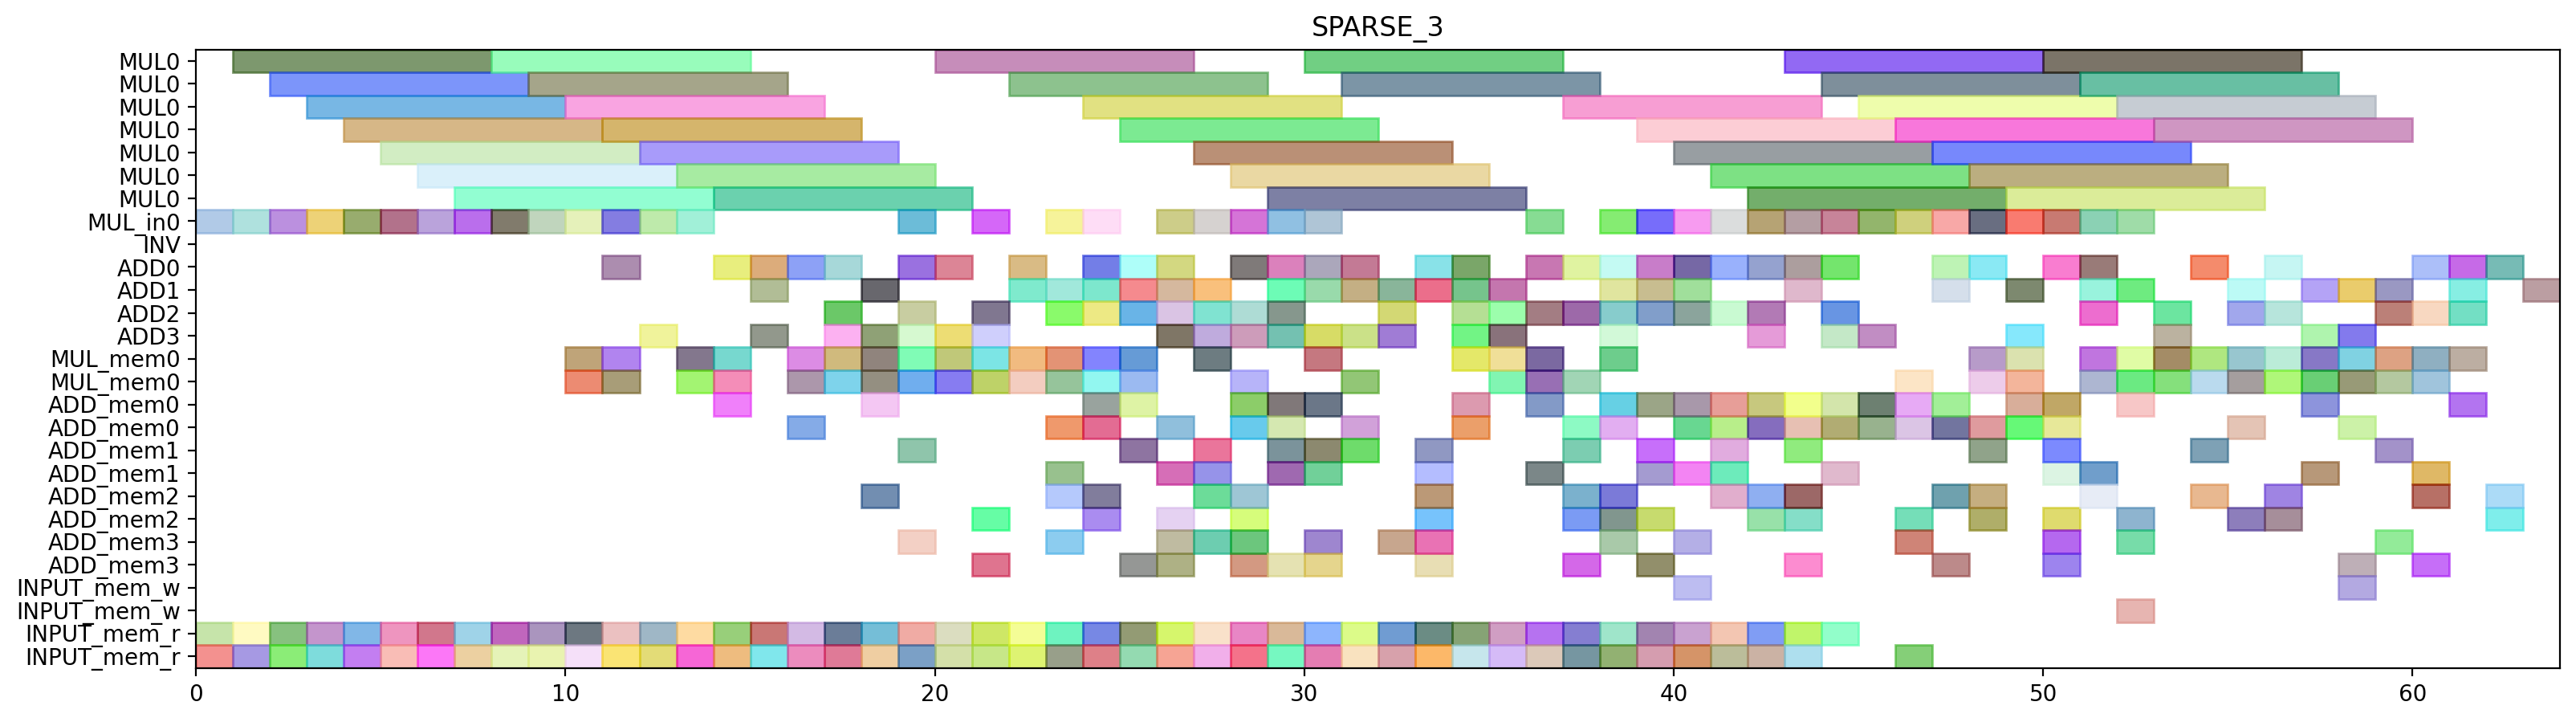 SPARSE_3
MUL0
MUL0
MUL0
MUL0
MUL0
MUL0
MUL0
MUL_in0
INV
ADD0
ADD1
ADD2
ADD3
MUL_mem0
MUL_mem0
ADD_mem0
ADD_mem0
ADD_mem1
ADD_mem1
ADD_mem2
ADD_mem2
ADD_mem3
ADD_mem3
INPUT_mem_w
INPUT_mem_w
INPUT_mem_r
INPUT_mem_r
0 10 20 30 40 50 60